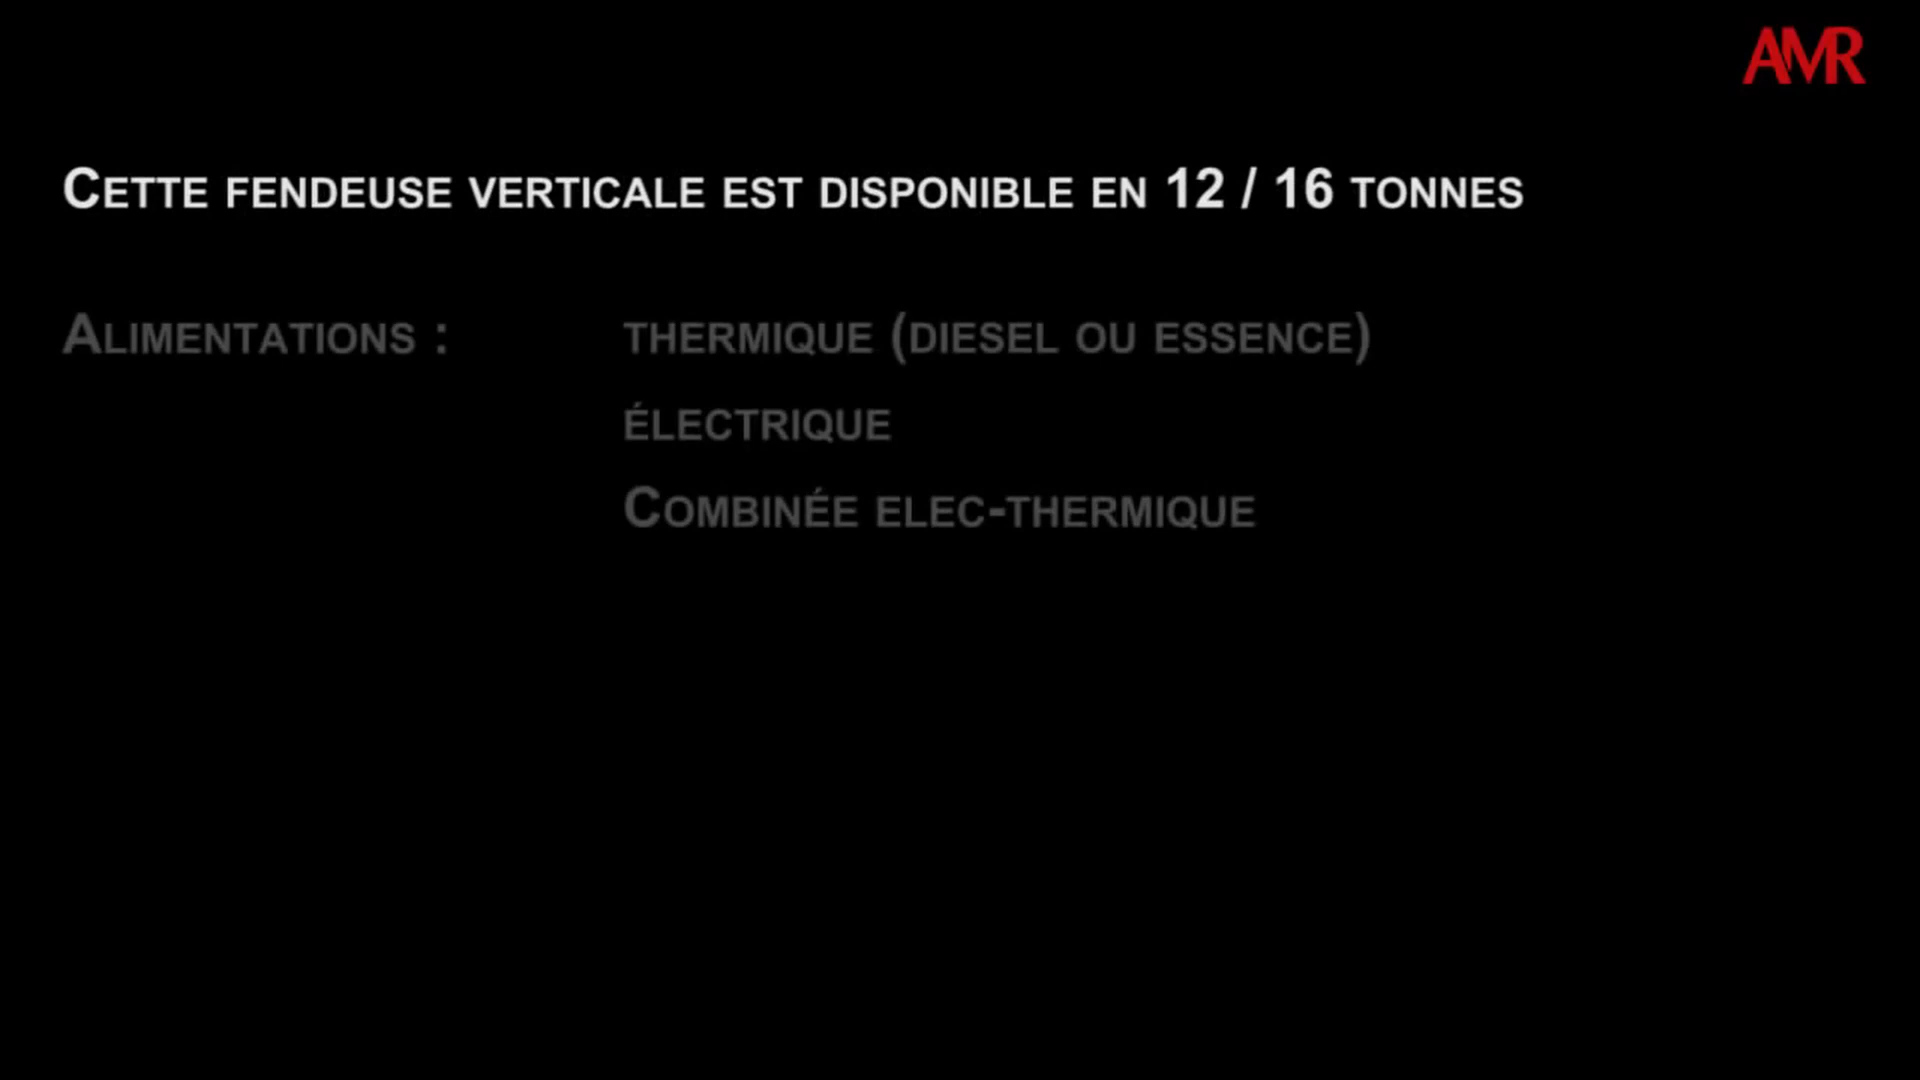 AMR
Cette fendeuse verticale est disponible en 12 / 16 tonnes
Alimentations : thermique (diesel ou essence)
électrique
Combinée elec-thermique